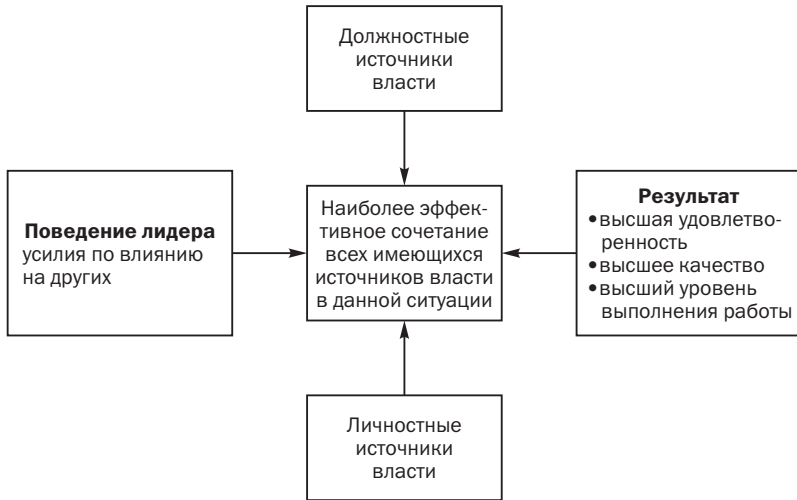 Должностные
источники
власти
Поведение лидера
усилия по влиянию
на других
Наиболее эффек-
тивное сочетание
всех имеющихся
источников власти
в данной ситуации
Результат
•высшая удовлетво-
ренность
•высшее качество
•высший уровень
выполнения работы
Личностные
источники
власти